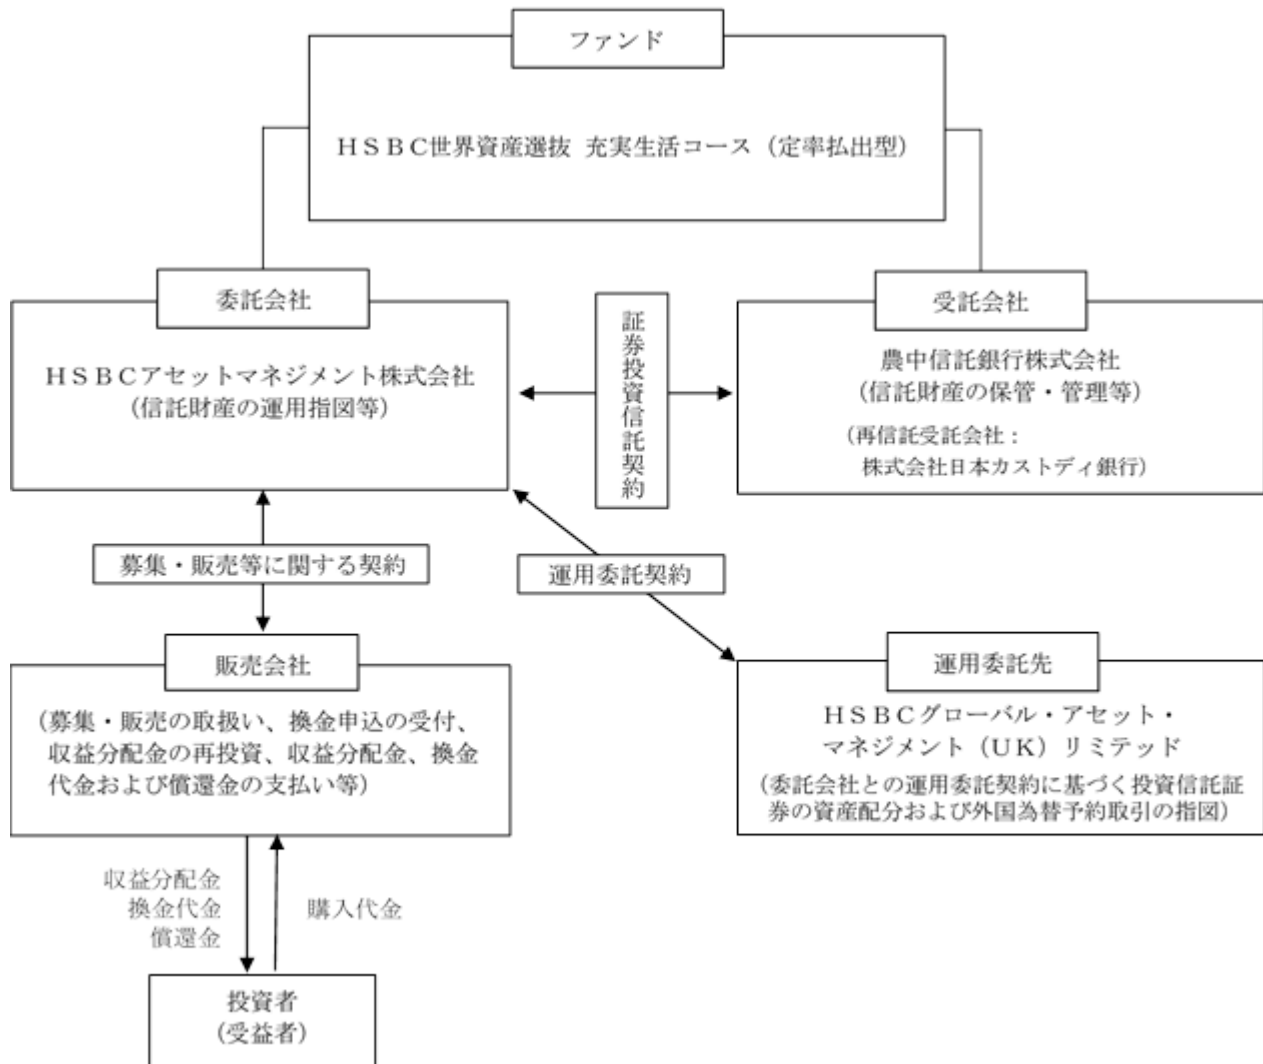 ファンド
ＨＳＢＣ世界資産選抜 充実生活コース（定率払出型）
委託会社
ＨＳＢＣアセットマネジメント株式会社
（信託財産の運用指図等）
証券投資信託契約
受託会社
農中信託銀行株式会社
（信託財産の保管・管理等）
（再信託受託会社：
株式会社日本カストディ銀行）
募集・販売等に関する契約
運用委託契約
販売会社
（募集・販売の取扱い、換金申込の受付、
収益分配金の再投資、収益分配金、換金
代金および償還金の支払い等）
運用委託先
ＨＳＢＣグローバル・アセット・
マネジメント（ＵＫ）リミテッド
（委託会社との運用委託契約に基づく投資信託証
券の資産配分および外国為替予約取引の指図）
収益分配金
換金代金
償還金
購入代金
投資者
（受益者）